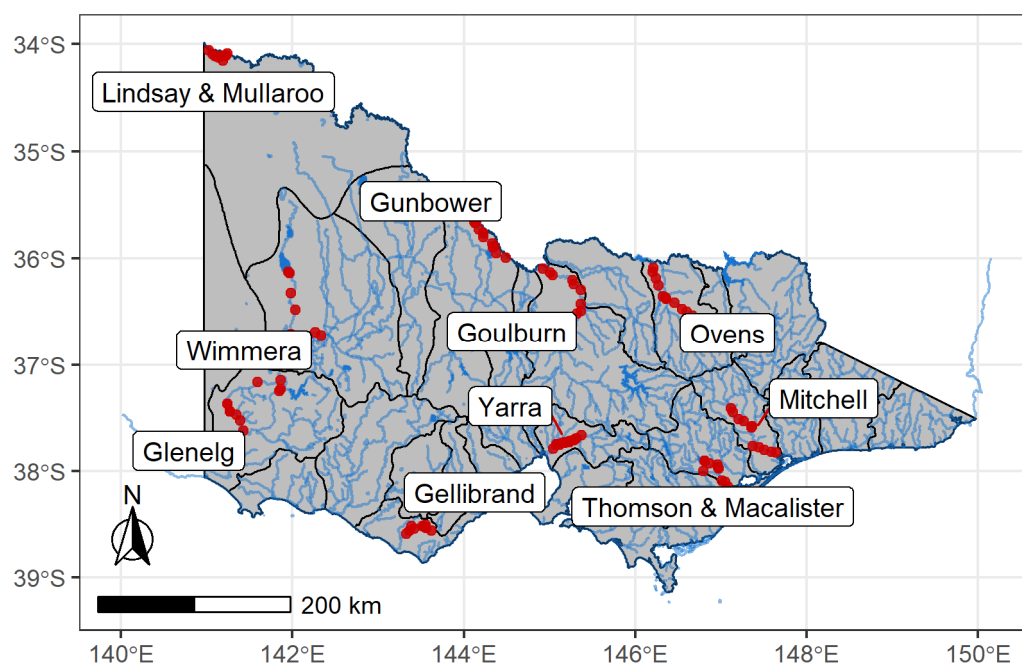 34°S
Lindsay & Mullaroo
35°S
Gunbower
36°S
Goulburn
Ovens
Wimmera
37°S
Mitchell
Yarra
Glenelg
38°S
Gellibrand
Thomson & Macalister
N
39°S
200 km
140°E 142°E 144°E 146°E 148°E 150°E